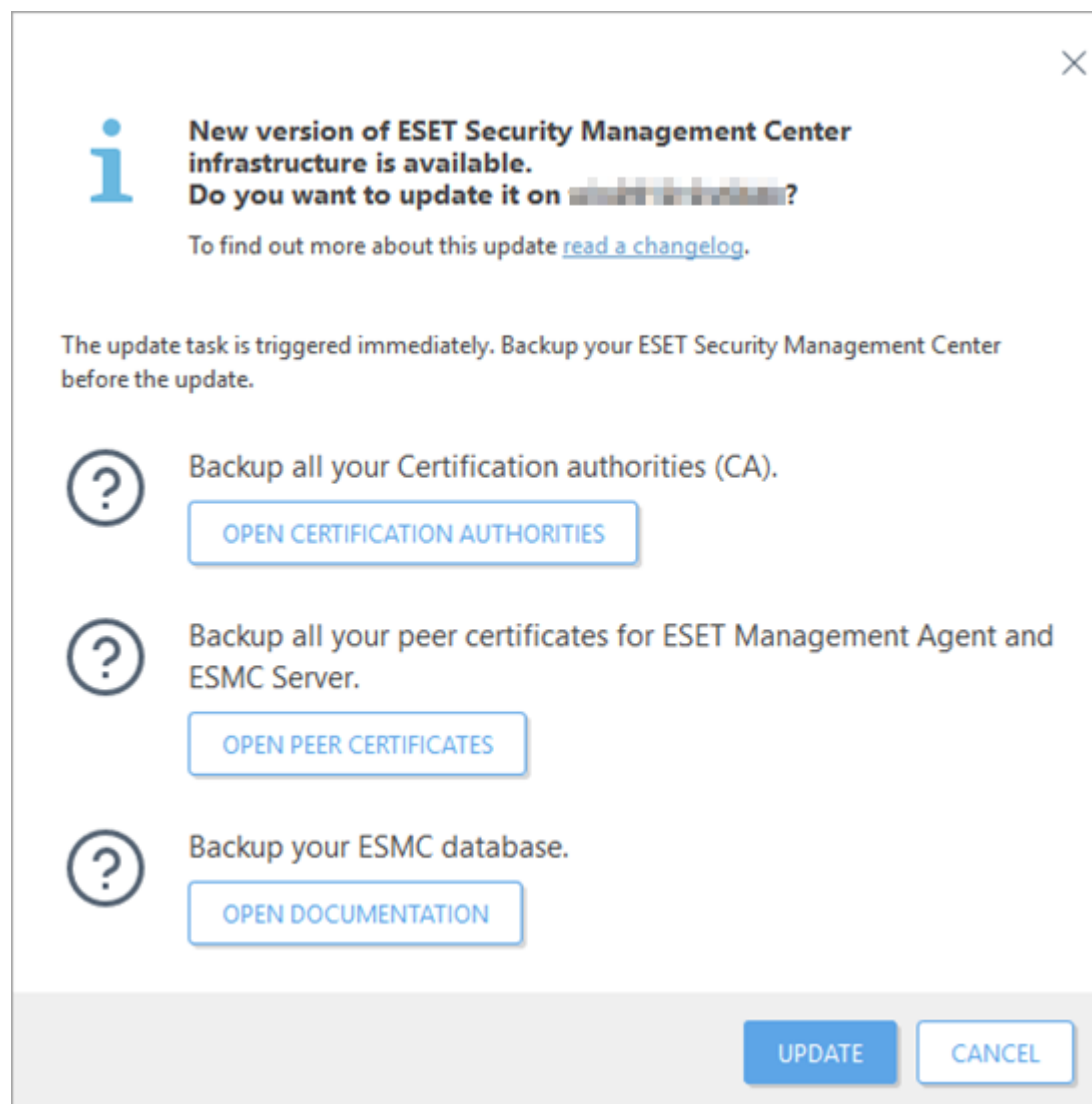 New version of ESET Security Management Center
infrastructure is available.
Do you want to update it on ?
To find out more about this update read a changelog.
The update task is triggered immediately. Backup your ESET Security Management Center
before the update.
Backup all your Certification authorities (CA).
OPEN CERTIFICATION AUTHORITIES
Backup all your peer certificates for ESET Management Agent and
ESMC Server.
OPEN PEER CERTIFICATES
Backup your ESMC database.
OPEN DOCUMENTATION
UPDATE CANCEL